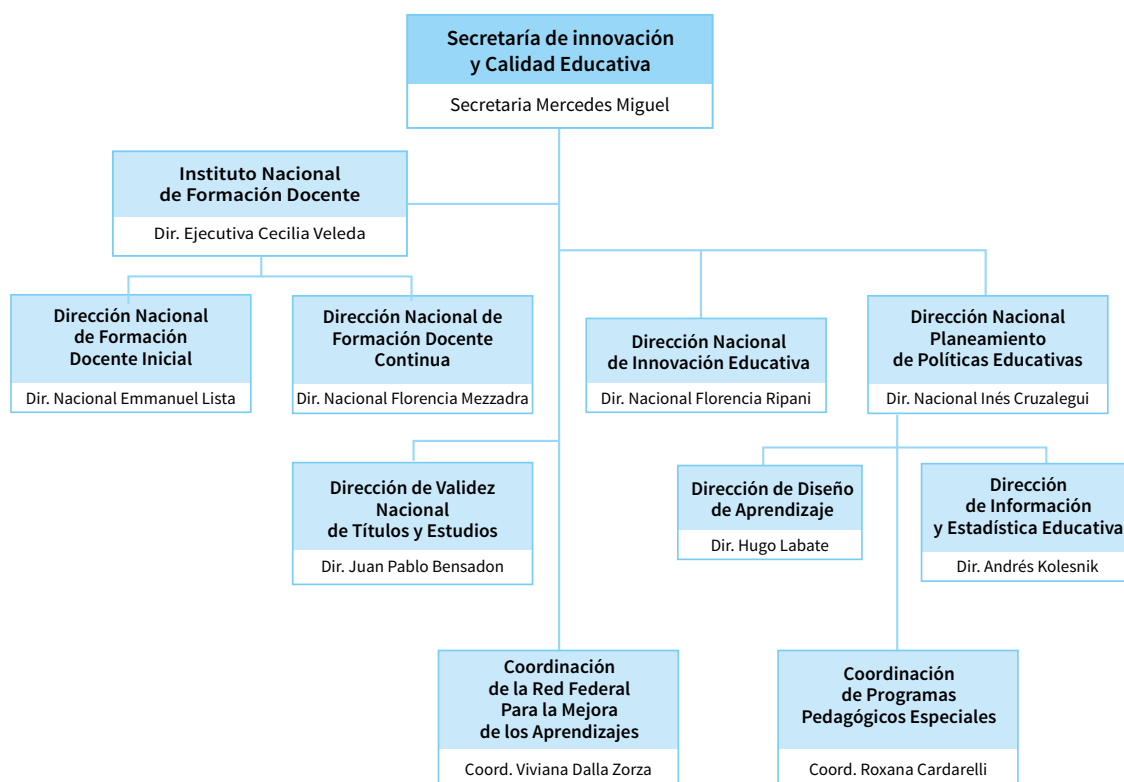 Secretaría de innovación
y Calidad Educativa
Secretaria Mercedes Miguel
Instituto Nacional
de Formación Docente
Dir. Ejecutiva Cecilia Veleda
Dirección Nacional
de Formación
Docente Inicial
Dir. Nacional Emmanuel Lista
Dirección Nacional de
Formación Docente
Continua
Dir. Nacional Florencia Mezzadra
Dirección Nacional
de Innovación Educativa
Dir. Nacional Florencia Ripani
Dirección Nacional
Planeamiento
de Políticas Educativas
Dir. Nacional Inés Cruzalegui
Dirección de Validez
Nacional
de Títulos y Estudios
Dir. Juan Pablo Bensadon
Dirección de Diseño
de Aprendizaje
Dir. Hugo Labate
Dirección
de Información
y Estadística Educativa
Dir. Andrés Kolesnik
Coordinación
de la Red Federal
Para la Mejora
de los Aprendizajes
Coord. Viviana Dalla Zorza
Coordinación
de Programas
Pedagógicos Especiales
Coord. Roxana Cardarelli